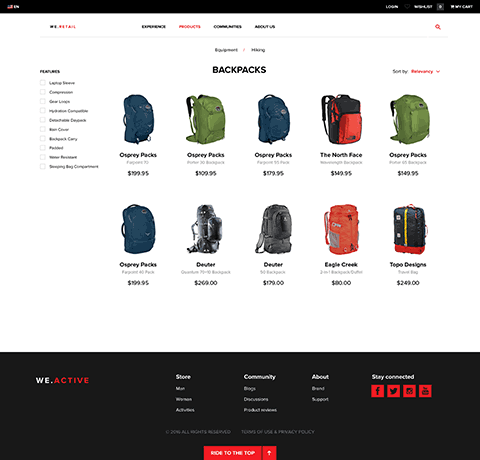 EN
LOGIN
WISHLIST
0
MY CART
WE.RETAIL
EXPERIENCE
PRODUCTS
COMMUNITIES
ABOUT US
Equipment / Hiking
BACKPACKS
Sort by: Relevancy
FEATURES
Laptop Sleeve
Compression
Gear Loops
Hydration Compatible
Detachable Daypack
Rain Cover
Backpack Carry
Padded
Water Resistant
Sleeping Bag Compartment
Osprey Packs
Farpoint 70
$199.95
Osprey Packs
Porter 30 Backpack
$109.95
Osprey Packs
Farpoint 55 Pack
$179.95
The North Face
Wavelength Backpack
$149.95
Osprey Packs
Porter 65 Backpack
$149.95
Osprey Packs
Farpoint 40 Pack
$199.95
Deuter
Quantum 70+10 Backpack
$269.00
Deuter
50 Backpack
$179.00
Eagle Creek
2-in-1 Backpack/Duffel
$80.00
Topo Designs
Travel Bag
$249.00
WE.ACTIVE
Store
Man
Woman
Activities
Community
Blogs
Discussions
Product reviews
About
Brand
Support
Stay connected
© 2016 ALL RIGHTS RESERVED
TERMS OF USE & PRIVACY POLICY
RIDE TO THE TOP